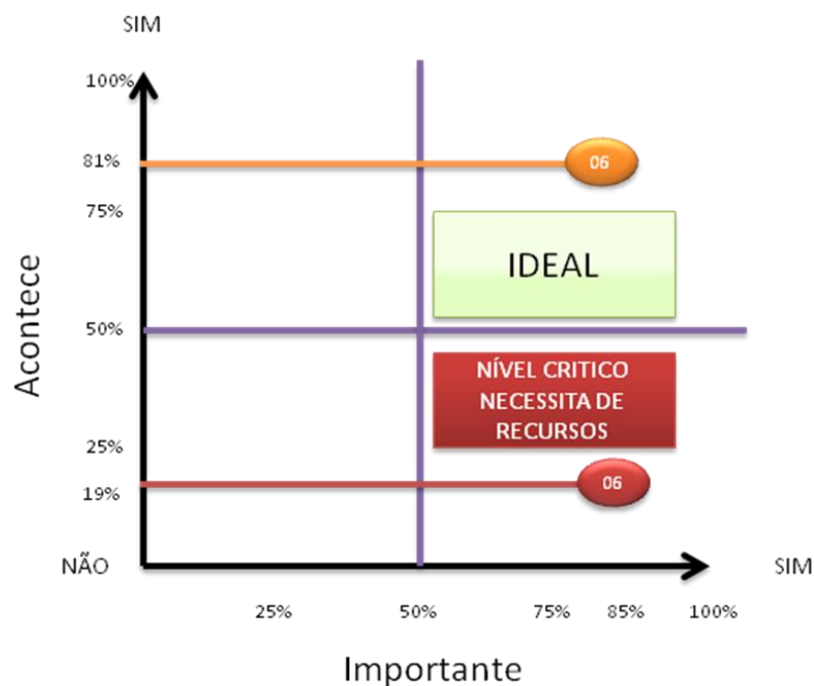 SIM
100%
81%
06
75%
IDEAL
Acontece
50%
NÍVEL CRITICO
NECESSITA DE
RECURSOS
25%
19%
06
NÃO
SIM
25%
50%
75%
85%
100%
Importante